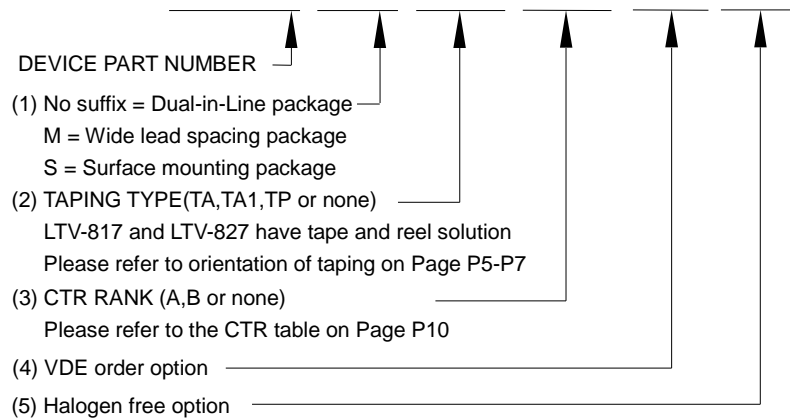 DEVICE PART NUMBER
(1) No suffix = Dual-in-Line package
M = Wide lead spacing package
S = Surface mounting package
(2) TAPING TYPE(TA,TA1,TP or none)
LTV-817 and LTV-827 have tape and reel solution
Please refer to orientation of taping on Page P5-P7
(3) CTR RANK (A,B or none)
Please refer to the CTR table on Page P10
(4) VDE order option
(5) Halogen free option